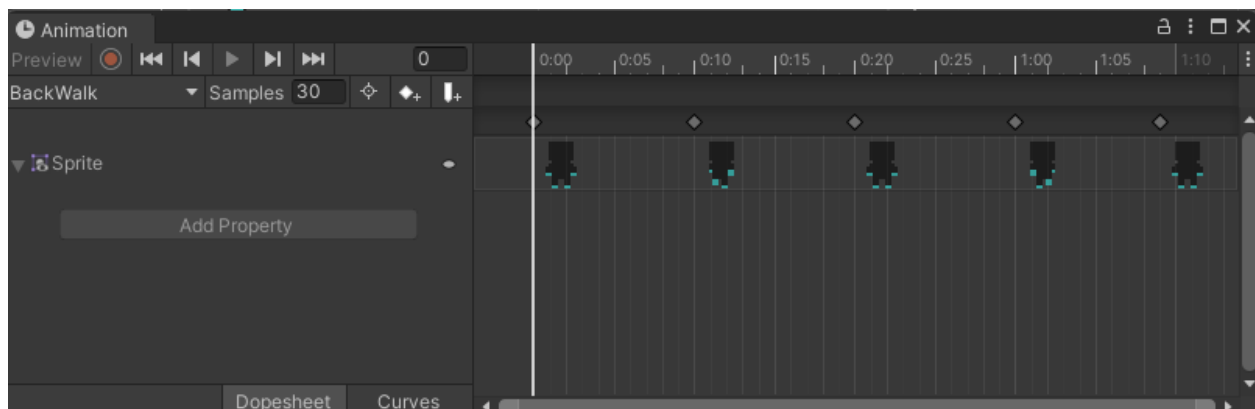 Animation
Preview 0 0:00 0:05 0:10 0:15 0:20 0:25 1:00 1:05 1:10
BackWalk Samples 30
Sprite
Add Property
Dopesheet Curves